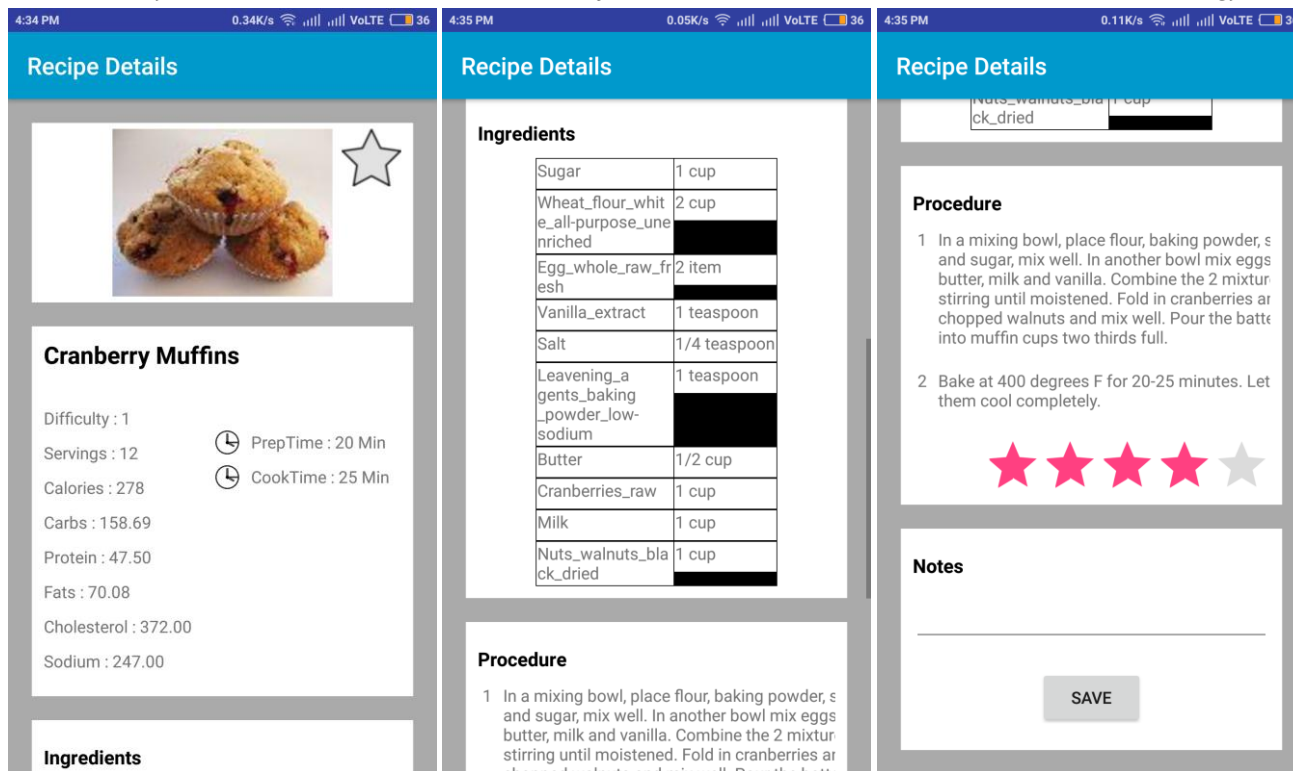 4:34 PM 0.34K/s VoLTE 36
Recipe Details
Cranberry Muffins
Difficulty : 1
Servings : 12
Calories : 278
Carbs : 158.69
Protein : 47.50
Fats : 70.08
Cholesterol : 372.00
Sodium : 247.00
PrepTime : 20 Min
CookTime : 25 Min
Ingredients
4:35 PM 0.05K/s VoLTE 36
Recipe Details
Ingredients
Sugar 1 cup
Wheat_flour_whit 2 cup
e_all-purpose_une
nriched
Egg_whole_raw_fr 2 item
esh
Vanilla_extract 1 teaspoon
Salt 1/4 teaspoon
Leavening_a 1 teaspoon
gents_baking
_powder_low-
sodium
Butter 1/2 cup
Cranberries_raw 1 cup
Milk 1 cup
Nuts_walnuts_bla 1 cup
ck_dried
Procedure
1 In a mixing bowl, place flour, baking powder, s
and sugar, mix well. In another bowl mix eggs
butter, milk and vanilla. Combine the 2 mixtur
stirring until moistened. Fold in cranberries ar
4:35 PM 0.11K/s VoLTE
Recipe Details
Nuts_walnuts_bla 1 cup
ck_dried
Procedure
1 In a mixing bowl, place flour, baking powder, s
and sugar, mix well. In another bowl mix eggs
butter, milk and vanilla. Combine the 2 mixtur
stirring until moistened. Fold in cranberries ar
chopped walnuts and mix well. Pour the batte
into muffin cups two thirds full.
2 Bake at 400 degrees F for 20-25 minutes. Let
them cool completely.
Notes
SAVE